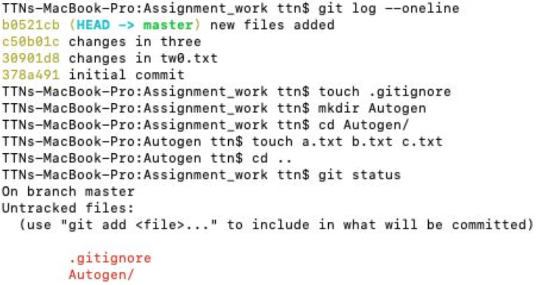 TTNs-MacBook-Pro:Assignment_work ttn$ git log --oneline
b0521cb (HEAD -> master) new files added
c50b01c changes in three
30901d8 changes in tw0.txt
378a491 initial commit
TTNs-MacBook-Pro:Assignment_work ttn$ touch .gitignore
TTNs-MacBook-Pro:Assignment_work ttn$ mkdir Autogen
TTNs-MacBook-Pro:Assignment_work ttn$ cd Autogen/
TTNs-MacBook-Pro:Autogen ttn$ touch a.txt b.txt c.txt
TTNs-MacBook-Pro:Autogen ttn$ cd ..
TTNs-MacBook-Pro:Assignment_work ttn$ git status
On branch master
Untracked files:
  (use "git add <file>..." to include in what will be committed)

        .gitignore
        Autogen/